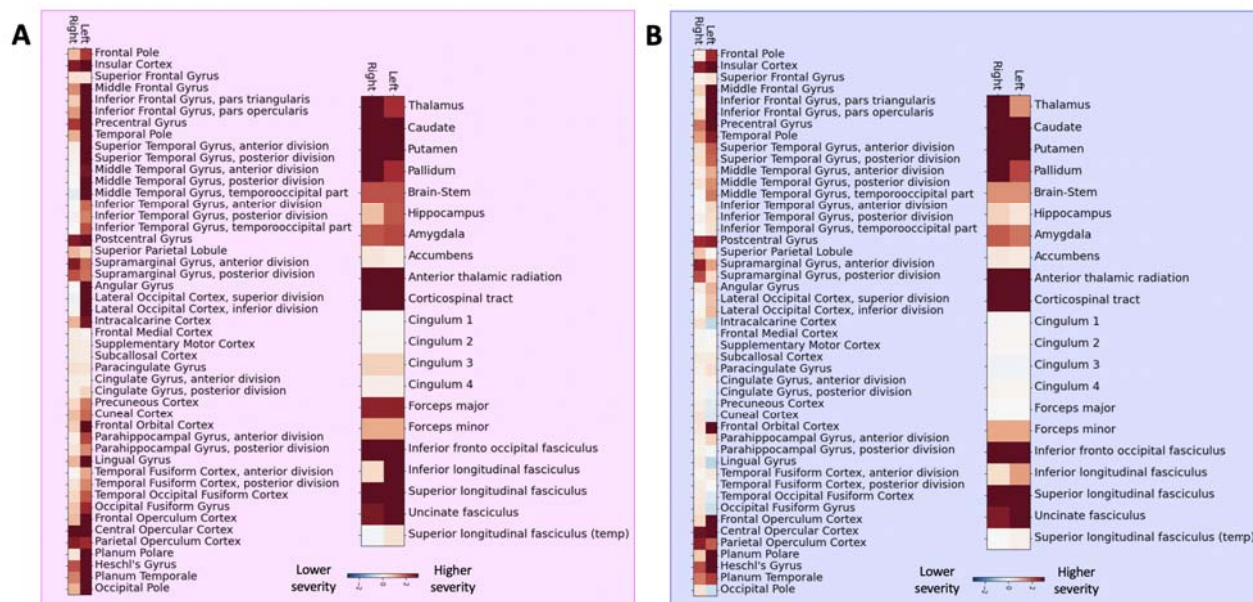 A
Right
Left
Frontal Pole
Insular Cortex
Superior Frontal Gyrus
Middle Frontal Gyrus
Inferior Frontal Gyrus, pars triangularis
Inferior Frontal Gyrus, pars opercularis
Precentral Gyrus
Temporal Pole
Superior Temporal Gyrus, anterior division
Superior Temporal Gyrus, posterior division
Middle Temporal Gyrus, anterior division
Middle Temporal Gyrus, posterior division
Middle Temporal Gyrus, temporooccipital part
Inferior Temporal Gyrus, anterior division
Inferior Temporal Gyrus, posterior division
Inferior Temporal Gyrus, temporooccipital part
Postcentral Gyrus
Superior Parietal Lobule
Supramarginal Gyrus, anterior division
Supramarginal Gyrus, posterior division
Angular Gyrus
Lateral Occipital Cortex, superior division
Lateral Occipital Cortex, inferior division
Intracalcarine Cortex
Frontal Medial Cortex
Supplementary Motor Cortex
Subcallosal Cortex
Paracingulate Gyrus
Cingulate Gyrus, anterior division
Cingulate Gyrus, posterior division
Precuneous Cortex
Cuneal Cortex
Frontal Orbital Cortex
Parahippocampal Gyrus, anterior division
Parahippocampal Gyrus, posterior division
Lingual Gyrus
Temporal Fusiform Cortex, anterior division
Temporal Fusiform Cortex, posterior division
Temporal Occipital Fusiform Cortex
Occipital Fusiform Gyrus
Frontal Operculum Cortex
Central Opercular Cortex
Parietal Operculum Cortex
Planum Polare
Heschl's Gyrus
Planum Temporale
Occipital Pole
Right
Left
Thalamus
Caudate
Putamen
Pallidum
Brain-Stem
Hippocampus
Amygdala
Accumbens
Anterior thalamic radiation
Corticospinal tract
Cingulum 1
Cingulum 2
Cingulum 3
Cingulum 4
Forceps major
Forceps minor
Inferior fronto occipital fasciculus
Inferior longitudinal fasciculus
Superior longitudinal fasciculus
Uncinate fasciculus
Superior longitudinal fasciculus (temp)
Lower severity
-2
0
2
Higher severity
B
Right
Left
Frontal Pole
Insular Cortex
Superior Frontal Gyrus
Middle Frontal Gyrus
Inferior Frontal Gyrus, pars triangularis
Inferior Frontal Gyrus, pars opercularis
Precentral Gyrus
Temporal Pole
Superior Temporal Gyrus, anterior division
Superior Temporal Gyrus, posterior division
Middle Temporal Gyrus, anterior division
Middle Temporal Gyrus, posterior division
Middle Temporal Gyrus, temporooccipital part
Inferior Temporal Gyrus, anterior division
Inferior Temporal Gyrus, posterior division
Inferior Temporal Gyrus, temporooccipital part
Postcentral Gyrus
Superior Parietal Lobule
Supramarginal Gyrus, anterior division
Supramarginal Gyrus, posterior division
Angular Gyrus
Lateral Occipital Cortex, superior division
Lateral Occipital Cortex, inferior division
Intracalcarine Cortex
Frontal Medial Cortex
Supplementary Motor Cortex
Subcallosal Cortex
Paracingulate Gyrus
Cingulate Gyrus, anterior division
Cingulate Gyrus, posterior division
Precuneous Cortex
Cuneal Cortex
Frontal Orbital Cortex
Parahippocampal Gyrus, anterior division
Parahippocampal Gyrus, posterior division
Lingual Gyrus
Temporal Fusiform Cortex, anterior division
Temporal Fusiform Cortex, posterior division
Temporal Occipital Fusiform Cortex
Occipital Fusiform Gyrus
Frontal Operculum Cortex
Central Opercular Cortex
Parietal Operculum Cortex
Planum Polare
Heschl's Gyrus
Planum Temporale
Occipital Pole
Right
Left
Thalamus
Caudate
Putamen
Pallidum
Brain-Stem
Hippocampus
Amygdala
Accumbens
Anterior thalamic radiation
Corticospinal tract
Cingulum 1
Cingulum 2
Cingulum 3
Cingulum 4
Forceps major
Forceps minor
Inferior fronto occipital fasciculus
Inferior longitudinal fasciculus
Superior longitudinal fasciculus
Uncinate fasciculus
Superior longitudinal fasciculus (temp)
Lower severity
-2
0
2
Higher severity